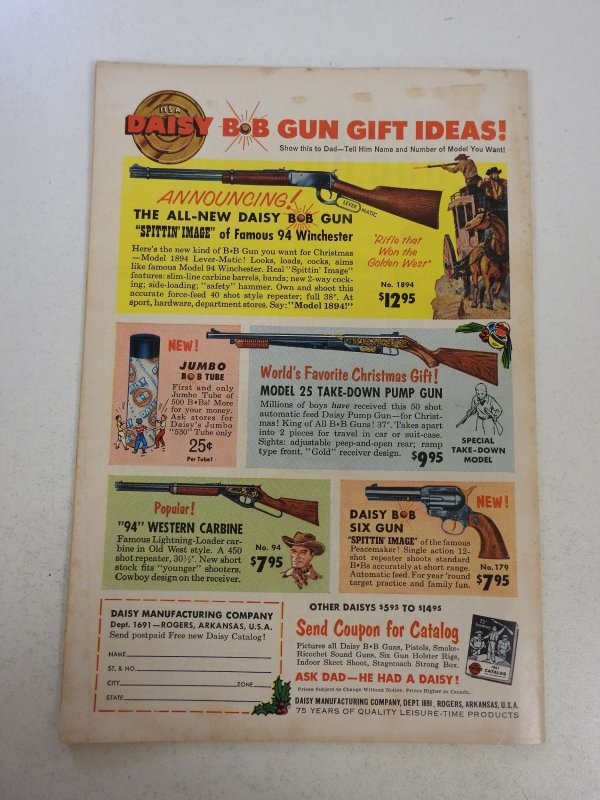 IT'S A
DAISY B•B GUN GIFT IDEAS!
Show this to Dad—Tell Him Name and Number of Model You Want!
ANNOUNCING!
LEVER MATIC
THE ALL-NEW DAISY B•B GUN
"SPITTIN' IMAGE" of Famous 94 Winchester
Here's the new kind of B•B Gun you want for Christmas
—Model 1894 Lever-Matic! Looks, loads, cocks, aims
like famous Model 94 Winchester. Real "Spittin' Image"
features: slim-line carbine barrels, bands; new 2-way cock-
ing; side-loading; "safety" hammer. Own and shoot this
accurate force-feed 40 shot style repeater; full 38". At
sport, hardware, department stores. Say: "Model 1894!"
"Rifle that
Won the
Golden West"
No. 1894
$12.95
NEW!
JUMBO
B•B TUBE
First and only
Jumbo Tube of
500 B•Bs! More
for your money.
Ask stores for
Daisy's Jumbo
"530" Tube only
25¢
Per Tube!
World's Favorite Christmas Gift!
MODEL 25 TAKE-DOWN PUMP GUN
Millions of boys have received this 50 shot
automatic feed Daisy Pump Gun—for Christ-
mas! King of All B•B Guns! 37". Takes apart
into 2 pieces for travel in car or suit-case.
Sights: adjustable peep-and-open rear; ramp
type front. "Gold" receiver design.
$9.95
SPECIAL
TAKE-DOWN
MODEL
Popular!
"94" WESTERN CARBINE
Famous Lightning-Loader car-
bine in Old West style. A 450
shot repeater, 30½". New short
stock fits "younger" shooters.
Cowboy design on the receiver.
No. 94
$7.95
NEW!
DAISY B•B
SIX GUN
"SPITTIN' IMAGE" of the famous
Peacemaker! Single action 12-
shot repeater shoots standard
B•Bs accurately at short range.
Automatic feed. For year 'round
target practice and family fun.
No. 179
$7.95
DAISY MANUFACTURING COMPANY
Dept. 1691—ROGERS, ARKANSAS, U.S.A.
Send postpaid Free new Daisy Catalog!
NAME
ST. & NO.
CITY ZONE
STATE
OTHER DAISYS $5.95 TO $14.95
Send Coupon for Catalog
Pictures all Daisy B•B Guns, Pistols, Smoke-
Ricochet Sound Guns, Six Gun Holster Rigs,
Indoor Skeet Shoot, Stagecoach Strong Box.
CATALOG
ASK DAD—HE HAD A DAISY!
Prices Subject to Change Without Notice. Prices Higher in Canada.
DAISY MANUFACTURING COMPANY, DEPT. 1691, ROGERS, ARKANSAS, U.S.A.
75 YEARS OF QUALITY LEISURE-TIME PRODUCTS